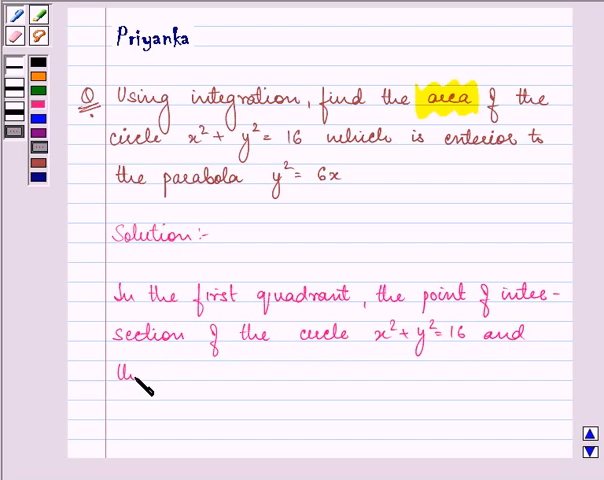 Priyanka
Q. Using integration, find the area of the
circle x² + y² = 16 which is exterior to
the parabola y² = 6x
Solution:-
In the first quadrant, the point of inter-
section of the circle x² + y² = 16 and
th